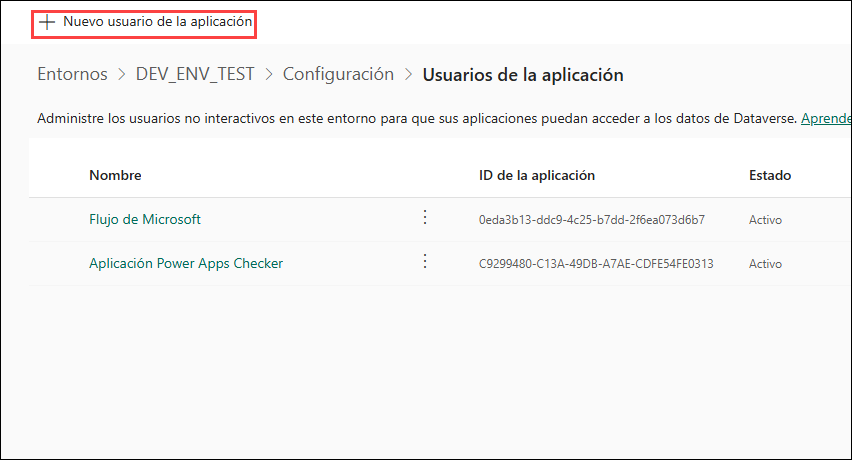 Nuevo usuario de la aplicación
Entornos > DEV_ENV_TEST > Configuración > Usuarios de la aplicación
Administre los usuarios no interactivos en este entorno para que sus aplicaciones puedan acceder a los datos de Dataverse. Aprende
Nombre ID de la aplicación Estado
Flujo de Microsoft 0eda3b13-ddc9-4c25-b7dd-2f6ea073d6b7 Activo
Aplicación Power Apps Checker C9299480-C13A-49DB-A7AE-CDFE54FE0313 Activo